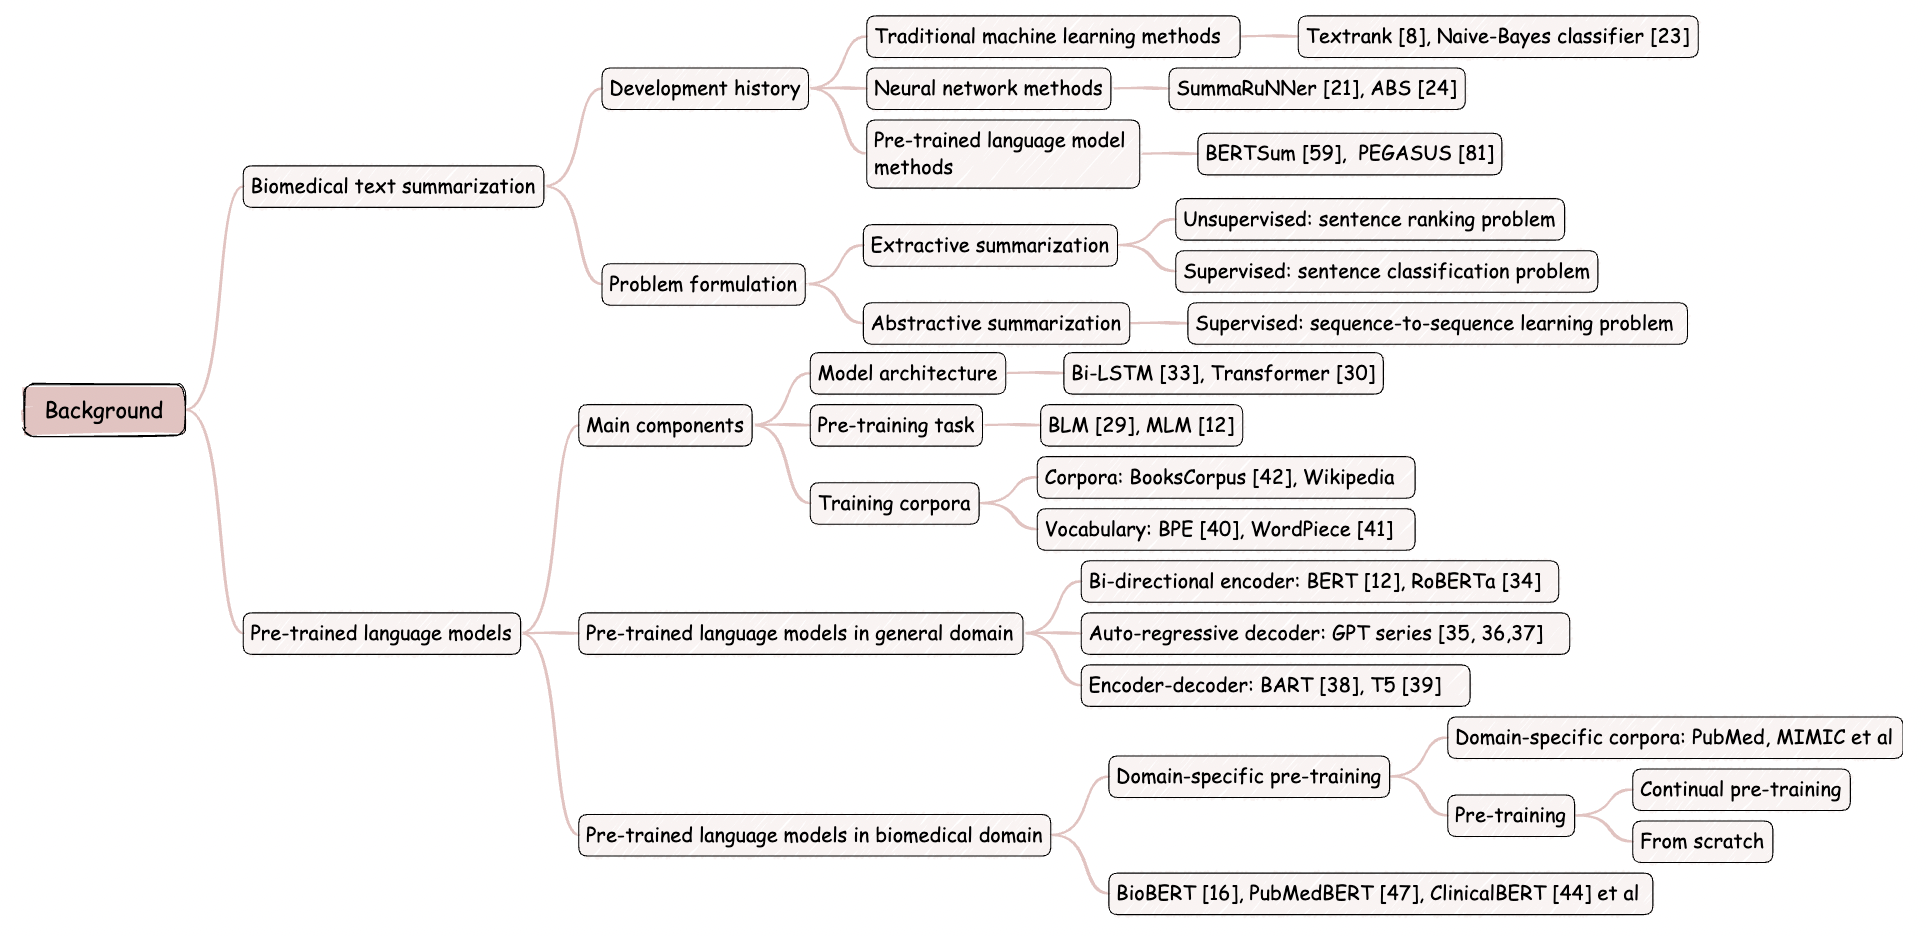 Background
Biomedical text summarization
Development history
Traditional machine learning methods
Textrank [8], Naive-Bayes classifier [23]
Neural network methods
SummaRuNNer [21], ABS [24]
Pre-trained language model
methods
BERTSum [59],  PEGASUS [81]
Problem formulation
Extractive summarization
Unsupervised: sentence ranking problem
Supervised: sentence classification problem
Abstractive summarization
Supervised: sequence-to-sequence learning problem
Pre-trained language models
Main components
Model architecture
Bi-LSTM [33], Transformer [30]
Pre-training task
BLM [29], MLM [12]
Training corpora
Corpora: BooksCorpus [42], Wikipedia
Vocabulary: BPE [40], WordPiece [41]
Pre-trained language models in general domain
Bi-directional encoder: BERT [12], RoBERTa [34]
Auto-regressive decoder: GPT series [35, 36,37]
Encoder-decoder: BART [38], T5 [39]
Pre-trained language models in biomedical domain
Domain-specific pre-training
Domain-specific corpora: PubMed, MIMIC et al
Pre-training
Continual pre-training
From scratch
BioBERT [16], PubMedBERT [47], ClinicalBERT [44] et al